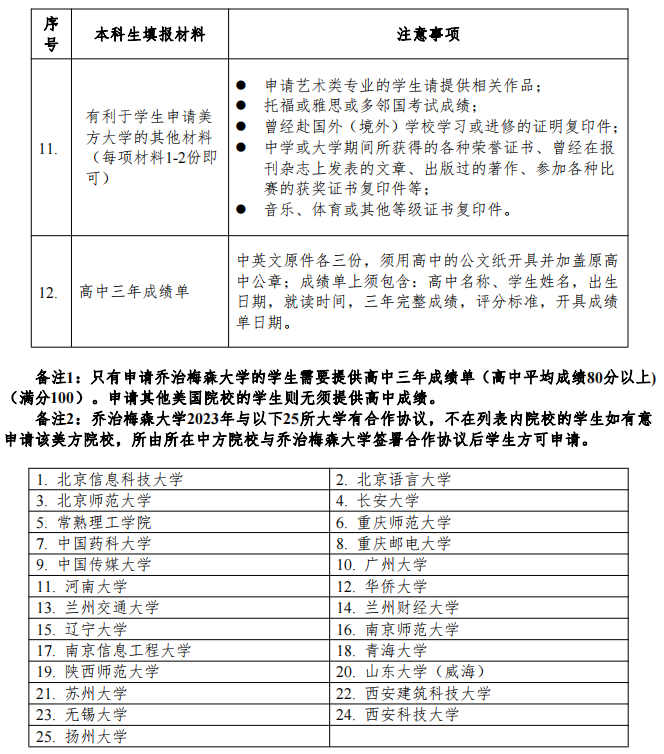 序号 本科生填报材料 注意事项
11. 有利于学生申请美方大学的其他材料（每项材料1-2份即可）
● 申请艺术类专业的学生请提供相关作品；
● 托福或雅思或多邻国考试成绩；
● 曾经赴国外（境外）学校学习或进修的证明复印件；
● 中学或大学期间所获得的各种荣誉证书、曾经在报
刊杂志上发表的文章、出版过的著作、参加各种比
赛的获奖证书复印件等；
● 音乐、体育或其他等级证书复印件。
12. 高中三年成绩单
中英文原件各三份，须用高中的公文纸开具并加盖原高
中公章；成绩单上须包含：高中名称、学生姓名，出生
日期，就读时间，三年完整成绩，评分标准，开具成绩
单日期。
备注1：只有申请乔治梅森大学的学生需要提供高中三年成绩单（高中平均成绩80分以上)
（满分100）。申请其他美国院校的学生则无须提供高中成绩。
备注2：乔治梅森大学2023年与以下25所大学有合作协议，不在列表内院校的学生如有意
申请该美方院校，所由所在中方院校与乔治梅森大学签署合作协议后学生方可申请。
1. 北京信息科技大学 2. 北京语言大学
3. 北京师范大学 4. 长安大学
5. 常熟理工学院 6. 重庆师范大学
7. 中国药科大学 8. 重庆邮电大学
9. 中国传媒大学 10. 广州大学
11. 河南大学 12. 华侨大学
13. 兰州交通大学 14. 兰州财经大学
15. 辽宁大学 16. 南京师范大学
17. 南京信息工程大学 18. 青海大学
19. 陕西师范大学 20. 山东大学（威海）
21. 苏州大学 22. 西安建筑科技大学
23. 无锡大学 24. 西安科技大学
25. 扬州大学